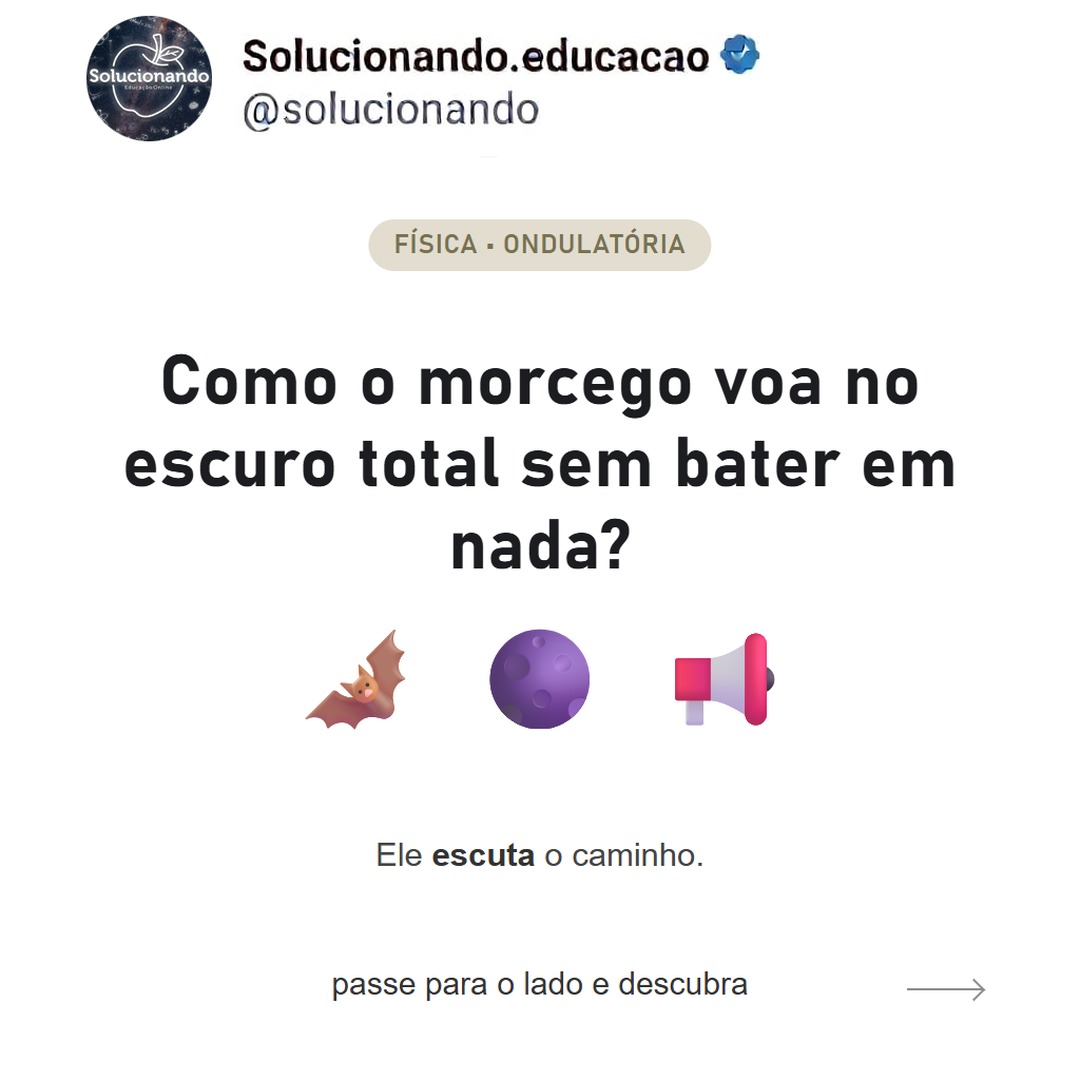 Solucionando
Educação Online
Solucionando.educacao
@solucionando
FÍSICA • ONDULATÓRIA
Como o morcego voa no
escuro total sem bater em
nada?
Ele escuta o caminho.
passe para o lado e descubra